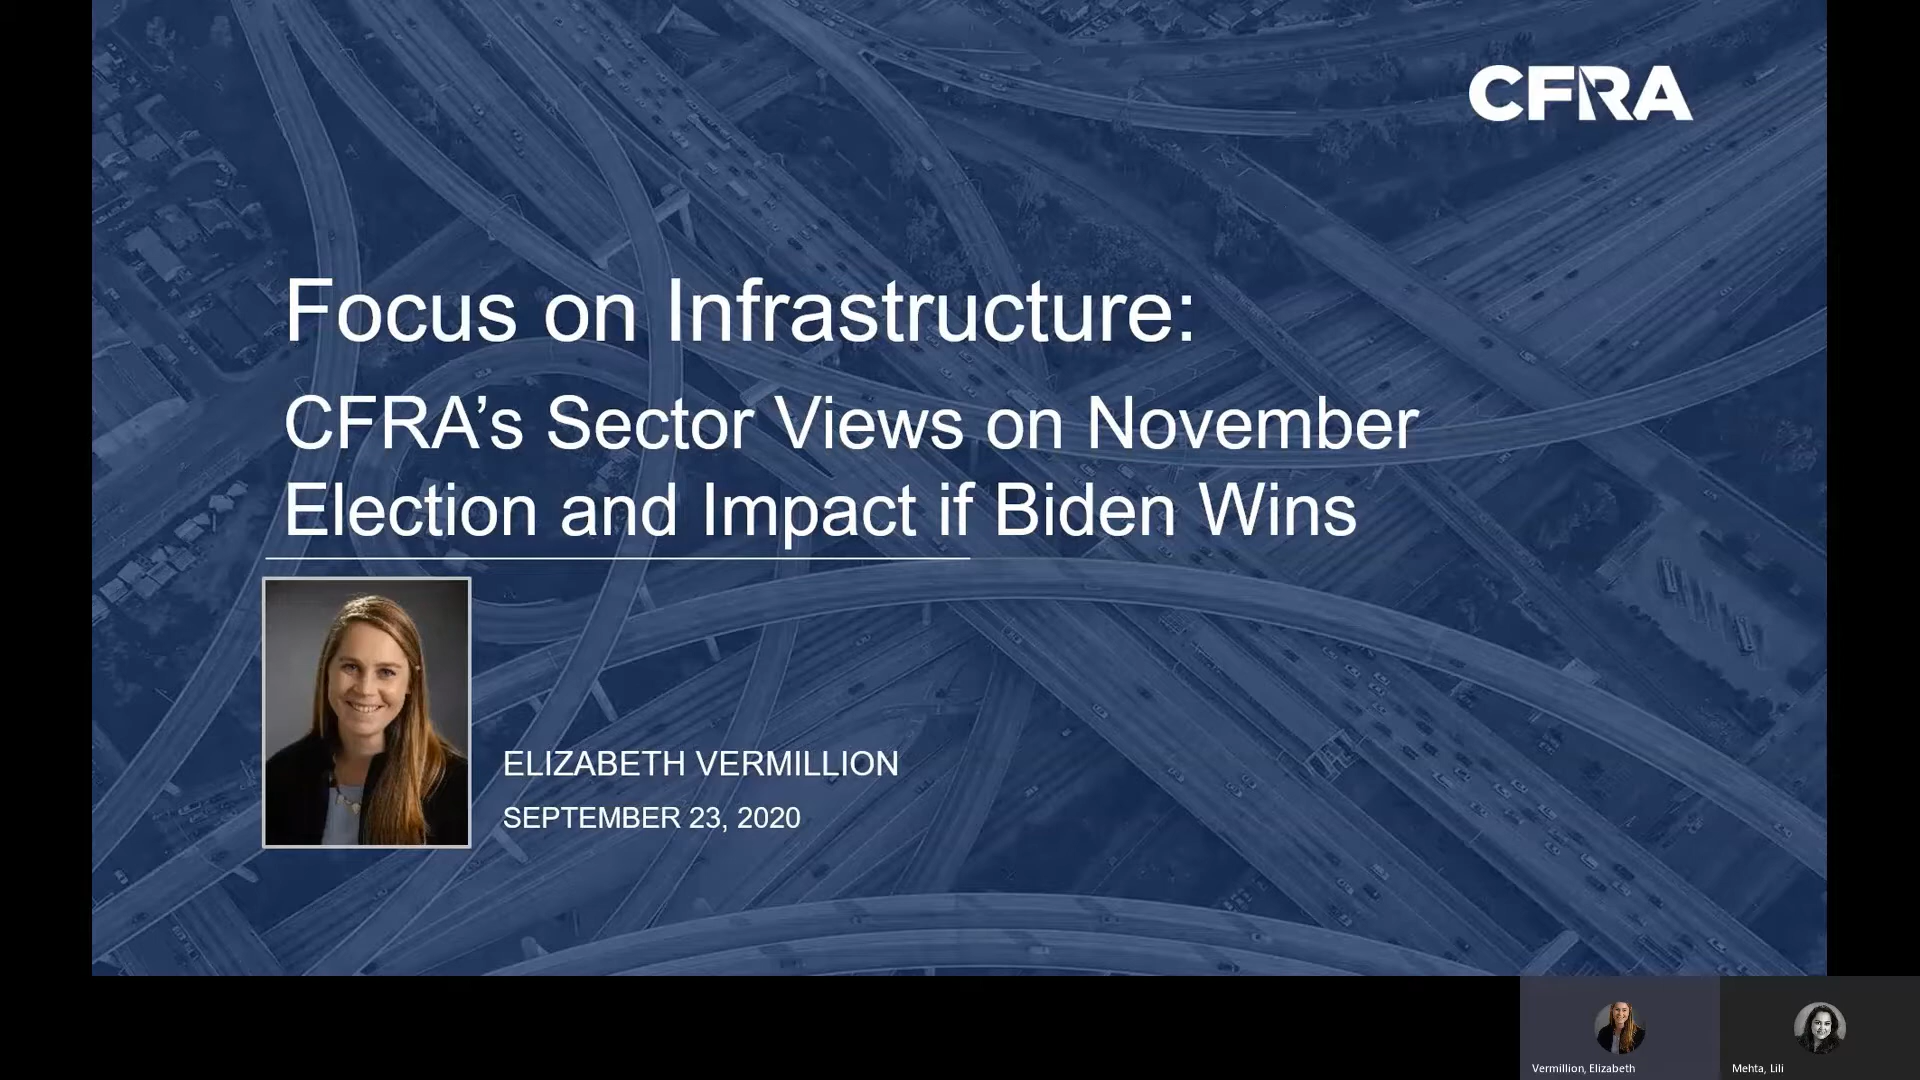 CFRA
Focus on Infrastructure:
CFRA’s Sector Views on November
Election and Impact if Biden Wins
ELIZABETH VERMILLION
SEPTEMBER 23, 2020
Vermillion, Elizabeth
Mehta, Lili